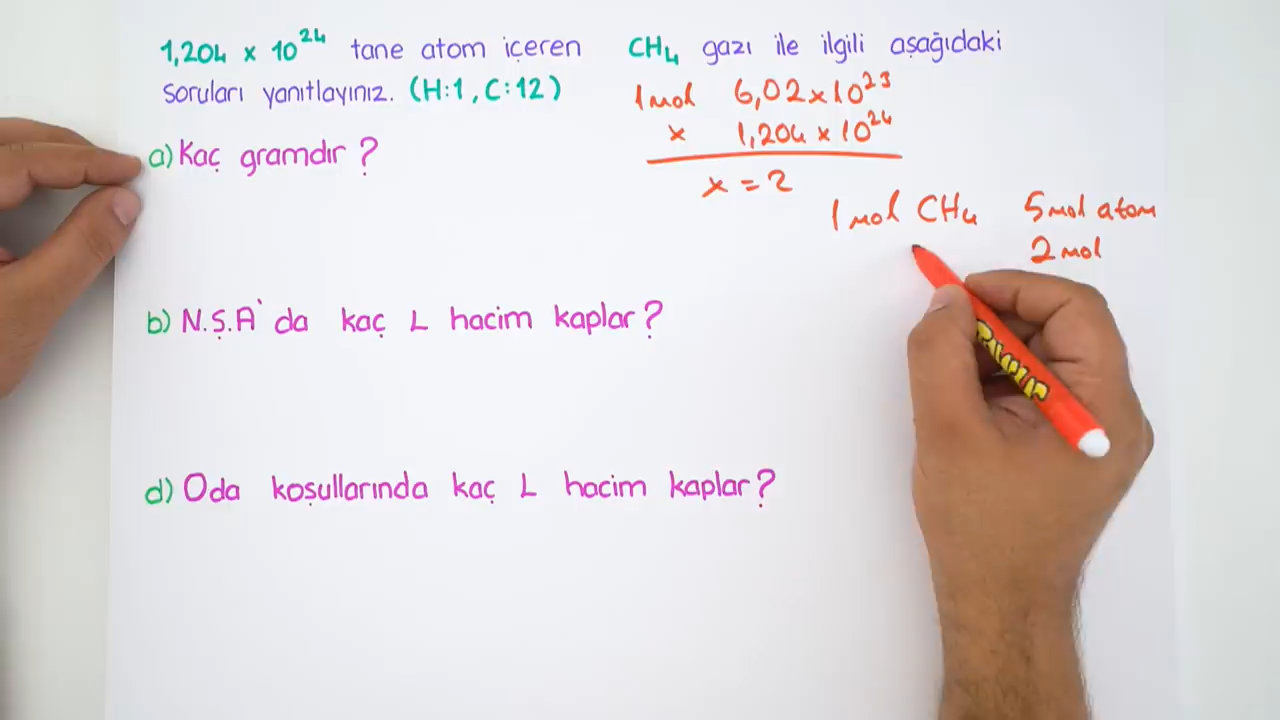 1,204 x 10²⁴ tane atom içeren CH₄ gazı ile ilgili aşağıdaki
soruları yanıtlayınız. (H:1, C:12)
1 mol 6,02x10²³
x 1,204 x 10²⁴
x = 2
a) Kaç gramdır?
1 mol CH₄ 5 mol atom
2 mol
b) N.Ş.A'da kaç L hacim kaplar?
d) Oda koşullarında kaç L hacim kaplar?